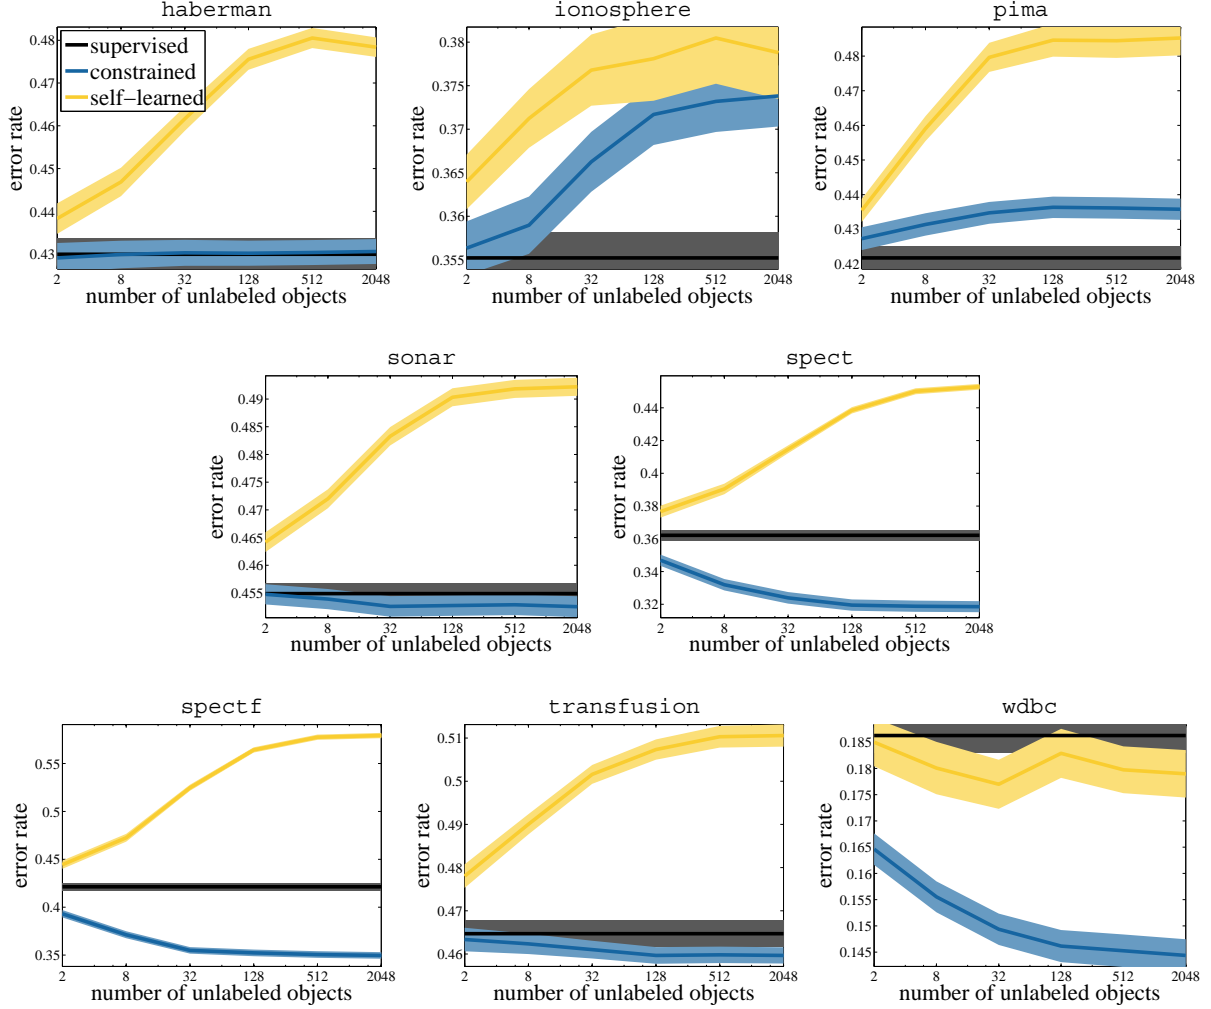 haberman
0.48
0.47
0.46
0.45
0.44
0.43
error rate
supervised
constrained
self-learned
2 8 32 128 512 2048
number of unlabeled objects
ionosphere
0.38
0.375
0.37
0.365
0.36
0.355
error rate
2 8 32 128 512 2048
number of unlabeled objects
pima
0.48
0.47
0.46
0.45
0.44
0.43
0.42
error rate
2 8 32 128 512 2048
number of unlabeled objects
sonar
0.49
0.485
0.48
0.475
0.47
0.465
0.46
0.455
error rate
2 8 32 128 512 2048
number of unlabeled objects
spect
0.44
0.42
0.4
0.38
0.36
0.34
0.32
error rate
2 8 32 128 512 2048
number of unlabeled objects
spectf
0.55
0.5
0.45
0.4
0.35
error rate
2 8 32 128 512 2048
number of unlabeled objects
transfusion
0.51
0.5
0.49
0.48
0.47
0.46
error rate
2 8 32 128 512 2048
number of unlabeled objects
wdbc
0.185
0.18
0.175
0.17
0.165
0.16
0.155
0.15
0.145
error rate
2 8 32 128 512 2048
number of unlabeled objects